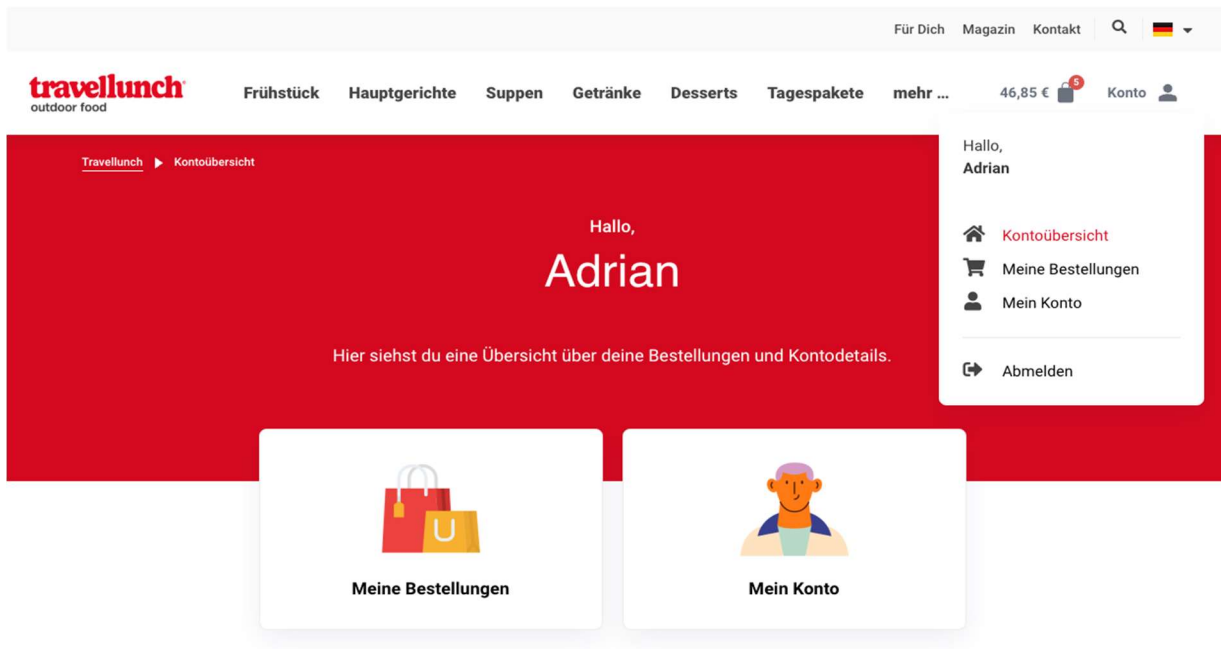 Für Dich Magazin Kontakt
travellunch
outdoor food
Frühstück Hauptgerichte Suppen Getränke Desserts Tagespakete mehr ... 46,85 € 5 Konto
Travellunch Kontoübersicht
Hallo,
Adrian
Kontoübersicht
Meine Bestellungen
Mein Konto
Abmelden
Hallo,
Adrian
Hier siehst du eine Übersicht über deine Bestellungen und Kontodetails.
Meine Bestellungen
Mein Konto